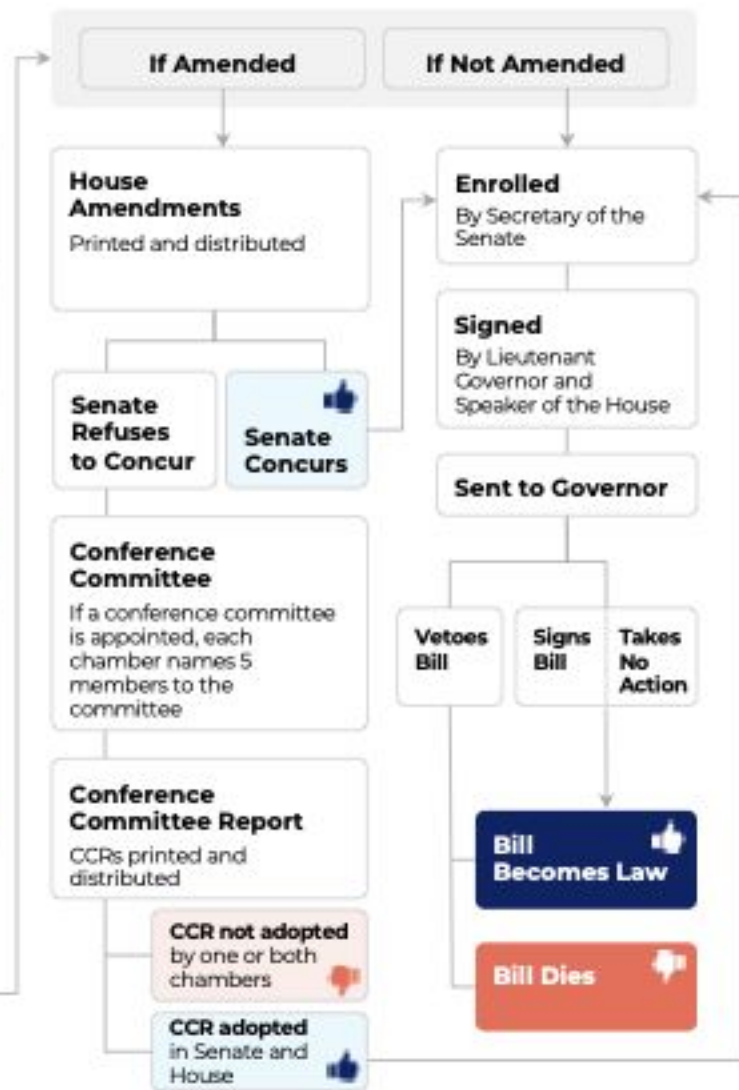 If Amended
If Not Amended
House
Amendments
Printed and distributed
Enrolled
By Secretary of the
Senate
Signed
By Lieutenant
Governor and
Speaker of the House
Senate
Refuses
to Concur
Senate
Concurs
Sent to Governor
Conference
Committee
If a conference committee
is appointed, each
chamber names 5
members to the
committee
Vetoes
Bill
Signs
Bill
Takes
No
Action
Conference
Committee Report
CCRs printed and
distributed
Bill
Becomes Law
CCR not adopted
by one or both
chambers
Bill Dies
CCR adopted
in Senate and
House